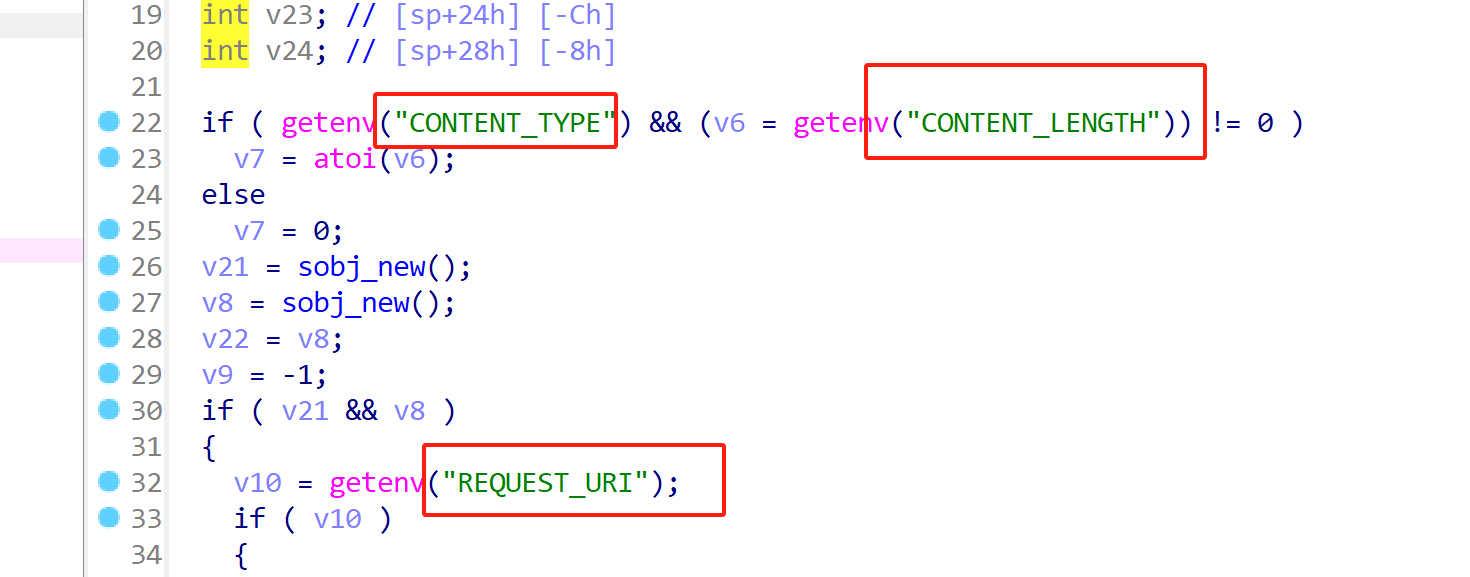 19 int v23; // [sp+24h] [-Ch]
20 int v24; // [sp+28h] [-8h]
21
22 if ( getenv("CONTENT_TYPE") && (v6 = getenv("CONTENT_LENGTH")) != 0 )
23 v7 = atoi(v6);
24 else
25 v7 = 0;
26 v21 = sobj_new();
27 v8 = sobj_new();
28 v22 = v8;
29 v9 = -1;
30 if ( v21 && v8 )
31 {
32 v10 = getenv("REQUEST_URI");
33 if ( v10 )
34 {